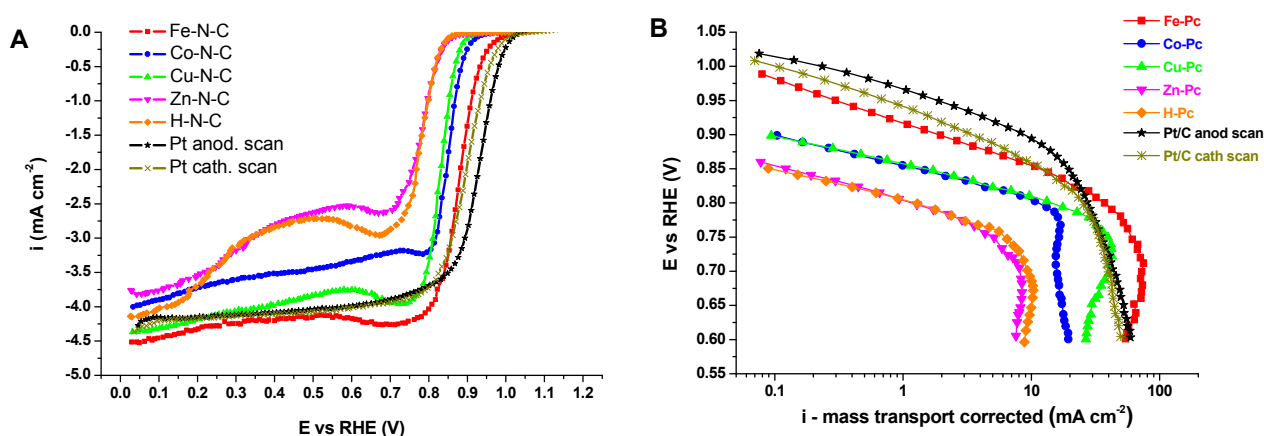 A
Fe-N-C
Co-N-C
Cu-N-C
Zn-N-C
H-N-C
Pt anod. scan
Pt cath. scan
i (mA cm-2)
0.0
-0.5
-1.0
-1.5
-2.0
-2.5
-3.0
-3.5
-4.0
-4.5
-5.0
0.0 0.1 0.2 0.3 0.4 0.5 0.6 0.7 0.8 0.9 1.0 1.1 1.2
E vs RHE (V)
B
Fe-Pc
Co-Pc
Cu-Pc
Zn-Pc
H-Pc
Pt/C anod scan
Pt/C cath scan
E vs RHE (V)
1.05
1.00
0.95
0.90
0.85
0.80
0.75
0.70
0.65
0.60
0.55
0.1 1 10 100
i - mass transport corrected (mA cm-2)